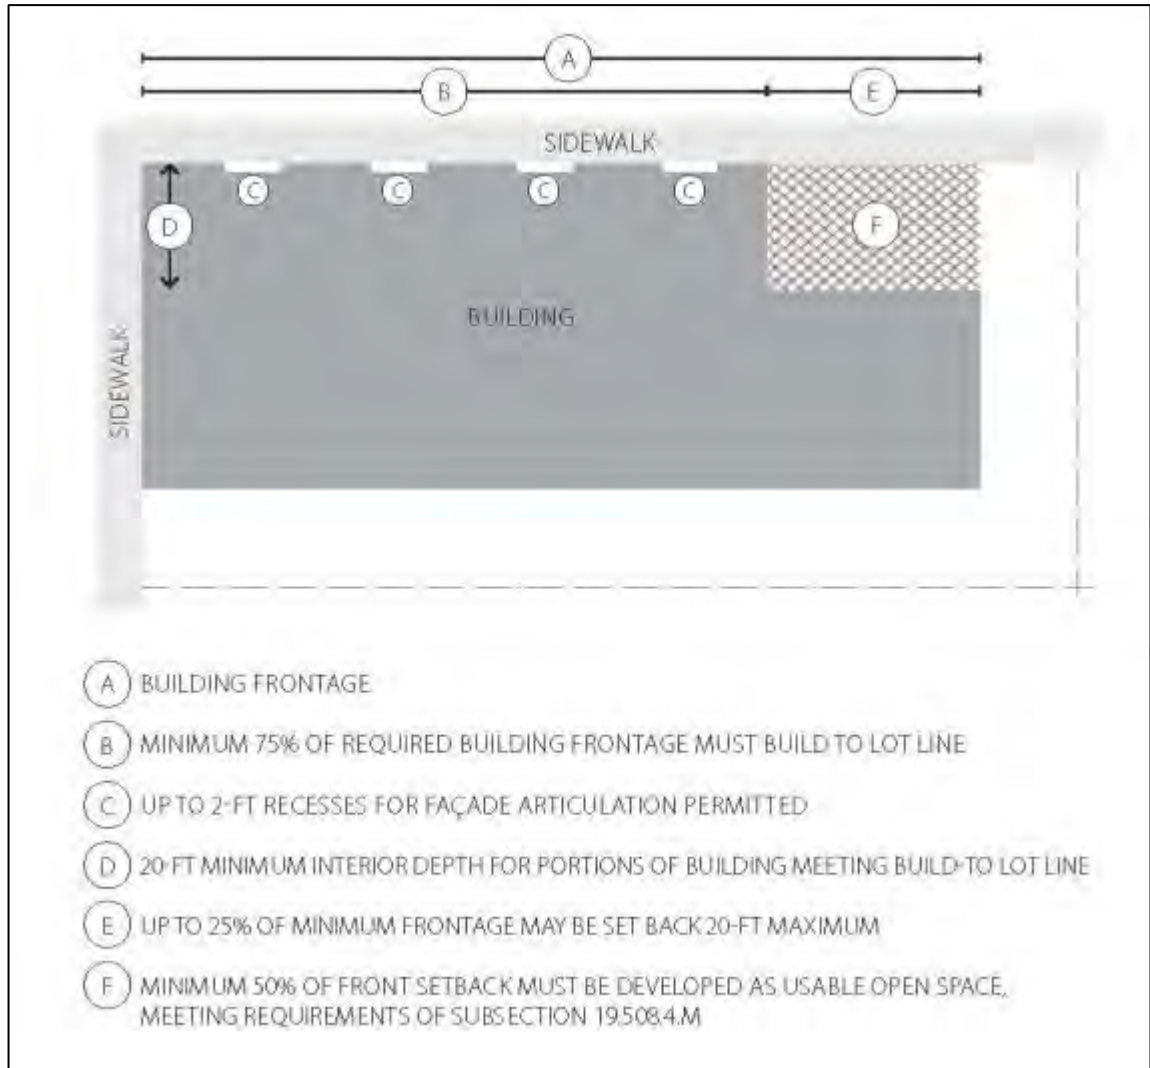 A
B E
SIDEWALK
C C C C
D F
BUILDING
SIDEWALK
A BUILDING FRONTAGE
B MINIMUM 75% OF REQUIRED BUILDING FRONTAGE MUST BUILD TO LOT LINE
C UP TO 2-FT RECESSES FOR FAÇADE ARTICULATION PERMITTED
D 20-FT MINIMUM INTERIOR DEPTH FOR PORTIONS OF BUILDING MEETING BUILD-TO LOT LINE
E UP TO 25% OF MINIMUM FRONTAGE MAY BE SET BACK 20-FT MAXIMUM
F MINIMUM 50% OF FRONT SETBACK MUST BE DEVELOPED AS USABLE OPEN SPACE,
MEETING REQUIREMENTS OF SUBSECTION 19.508.4.M